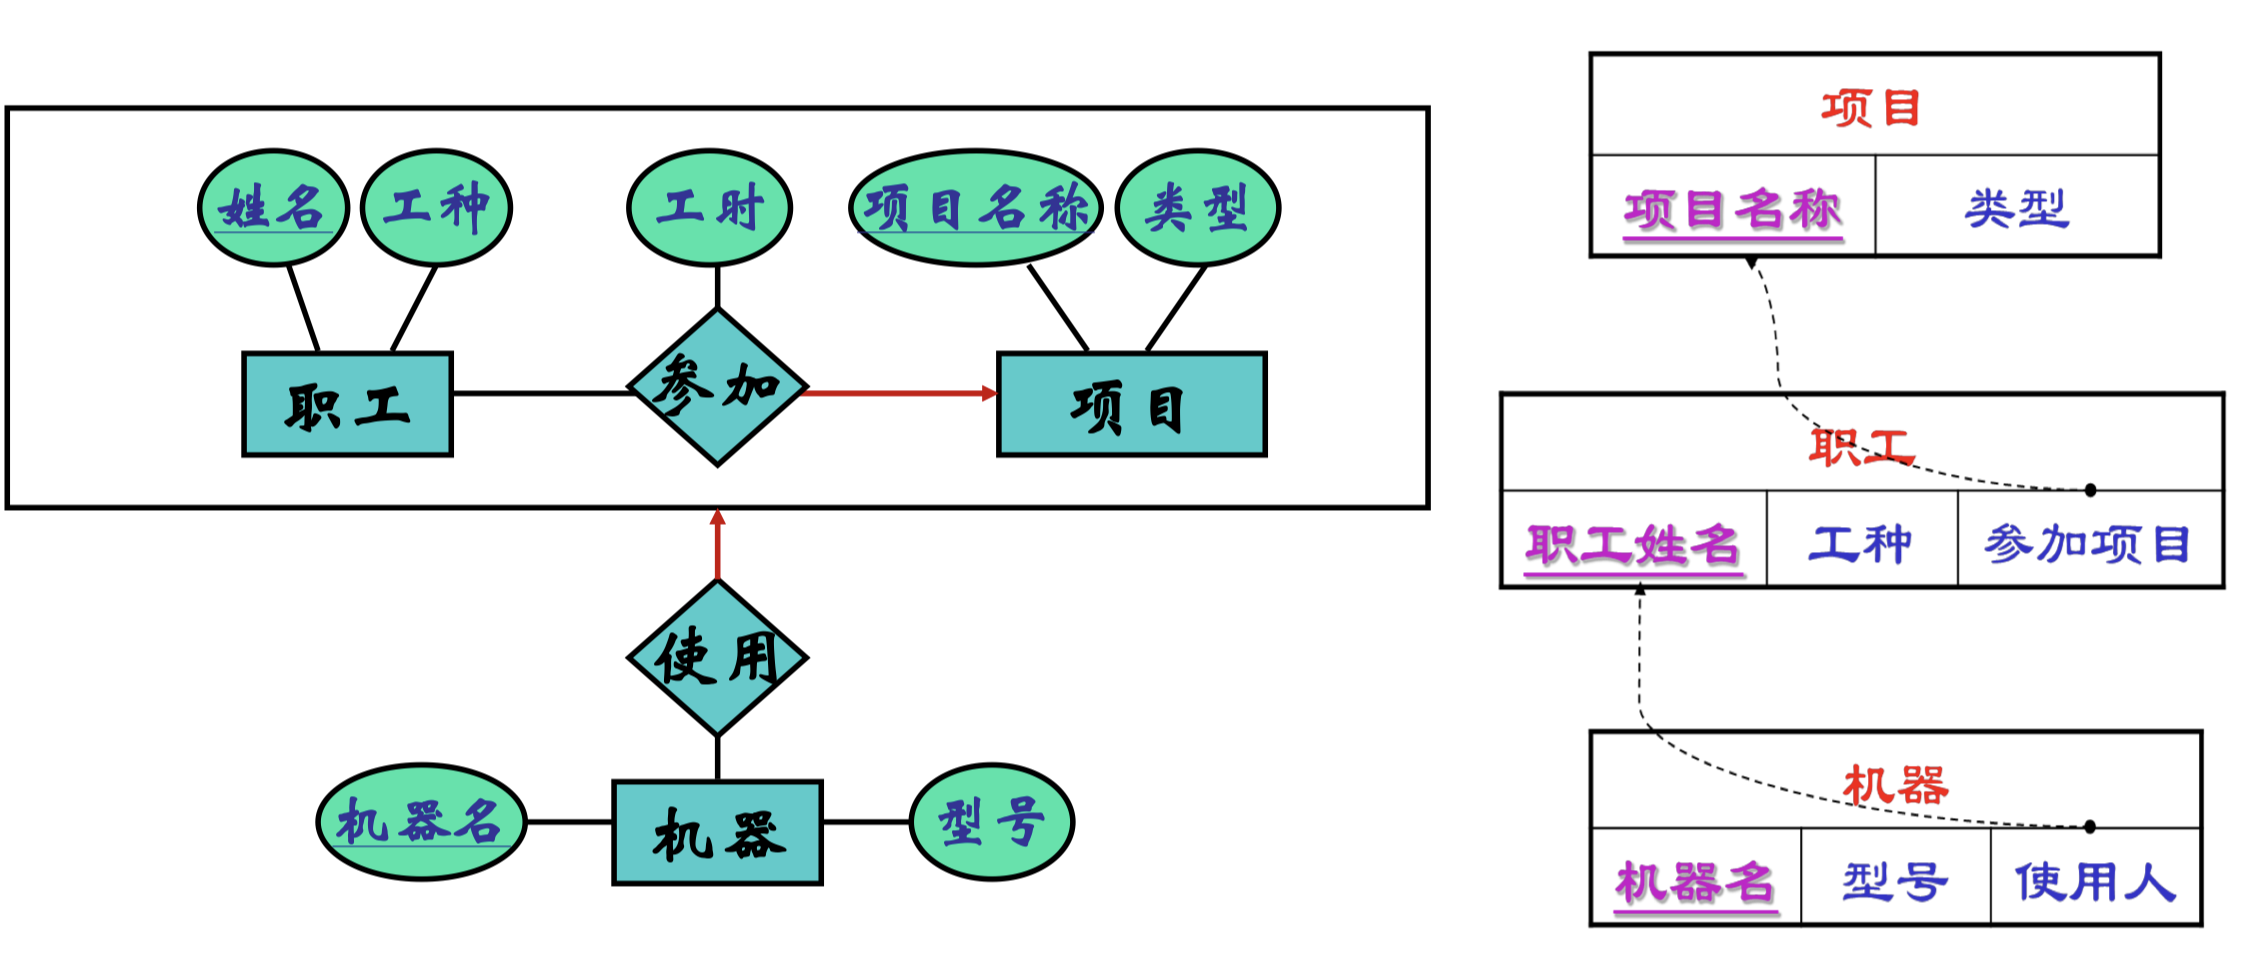 姓名 工种 工时 项目名称 类型
职工 参加 项目
使用
机器名 机器 型号
项目
项目名称 类型
职工
职工姓名 工种 参加项目
机器
机器名 型号 使用人